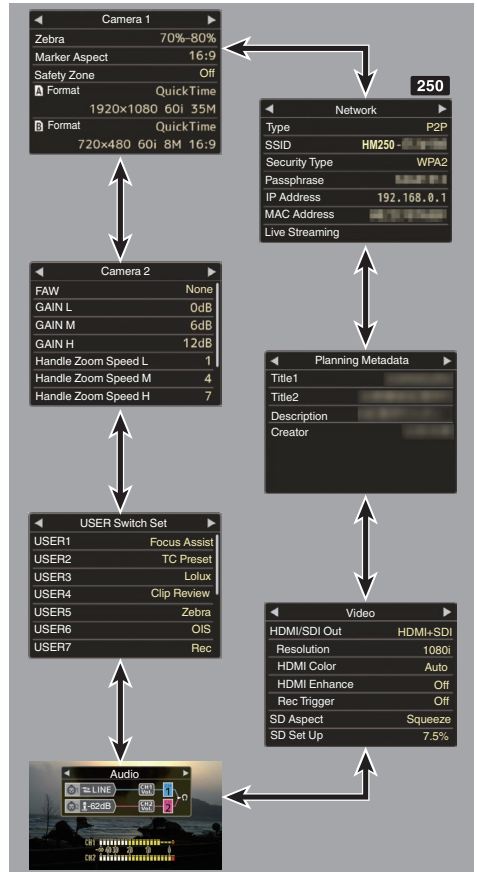 Camera 1
Zebra 70%-80%
Marker Aspect 16:9
Safety Zone Off
A Format QuickTime
1920×1080 60i 35M
B Format QuickTime
720×480 60i 8M 16:9
Camera 2
FAW None
GAIN L 0dB
GAIN M 6dB
GAIN H 12dB
Handle Zoom Speed L 1
Handle Zoom Speed M 4
Handle Zoom Speed H 7
USER Switch Set
USER1 Focus Assist
USER2 TC Preset
USER3 Lolux
USER4 Clip Review
USER5 Zebra
USER6 OIS
USER7 Rec
Audio
LINE CH1 Vol. 1
-62dB CH2 Vol. 2
CH1
-∞ 40 30 20 10 0
CH2
250
Network
Type P2P
SSID HM250-
Security Type WPA2
Passphrase
IP Address 192.168.0.1
MAC Address
Live Streaming
Planning Metadata
Title1
Title2
Description
Creator
Video
HDMI/SDI Out HDMI+SDI
Resolution 1080i
HDMI Color Auto
HDMI Enhance Off
Rec Trigger Off
SD Aspect Squeeze
SD Set Up 7.5%